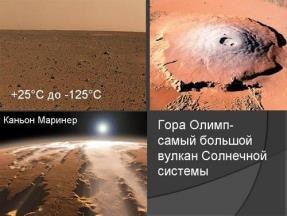 +25°C до -125°C
Каньон Маринер
Гора Олимп-
самый большой
вулкан Солнечной
системы